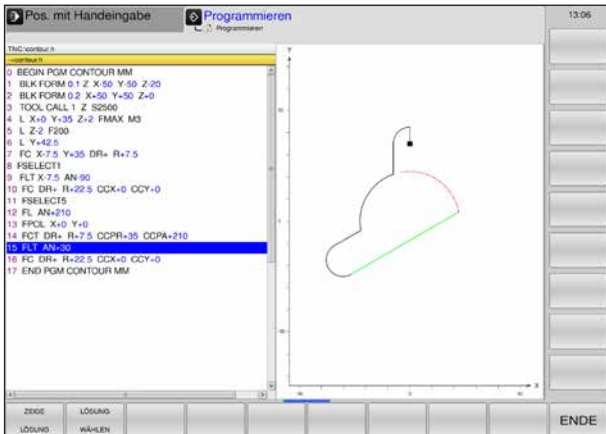 Pos. mit Handeingabe
Programmieren
Programmieren
13:06
TNC:\contour.h
→contour.h
0 BEGIN PGM CONTOUR MM
1 BLK FORM 0.1 Z X-50 Y-50 Z-20
2 BLK FORM 0.2 X+50 Y+50 Z+0
3 TOOL CALL 1 Z S2500
4 L X+0 Y+35 Z+2 FMAX M3
5 L Z-2 F200
6 L Y+42.5
7 FC X-7.5 Y+35 DR+ R+7.5
8 FSELECT1
9 FLT X-7.5 AN-90
10 FC DR+ R+22.5 CCX+0 CCY+0
11 FSELECT5
12 FL AN+210
13 FPOL X+0 Y+0
14 FCT DR+ R+7.5 CCPR+35 CCPA+210
15 FLT AN+30
16 FC DR+ R+22.5 CCX+0 CCY+0
17 END PGM CONTOUR MM
Y
X
0
ZEIGE
LÖSUNG
LÖSUNG
WÄHLEN
ENDE